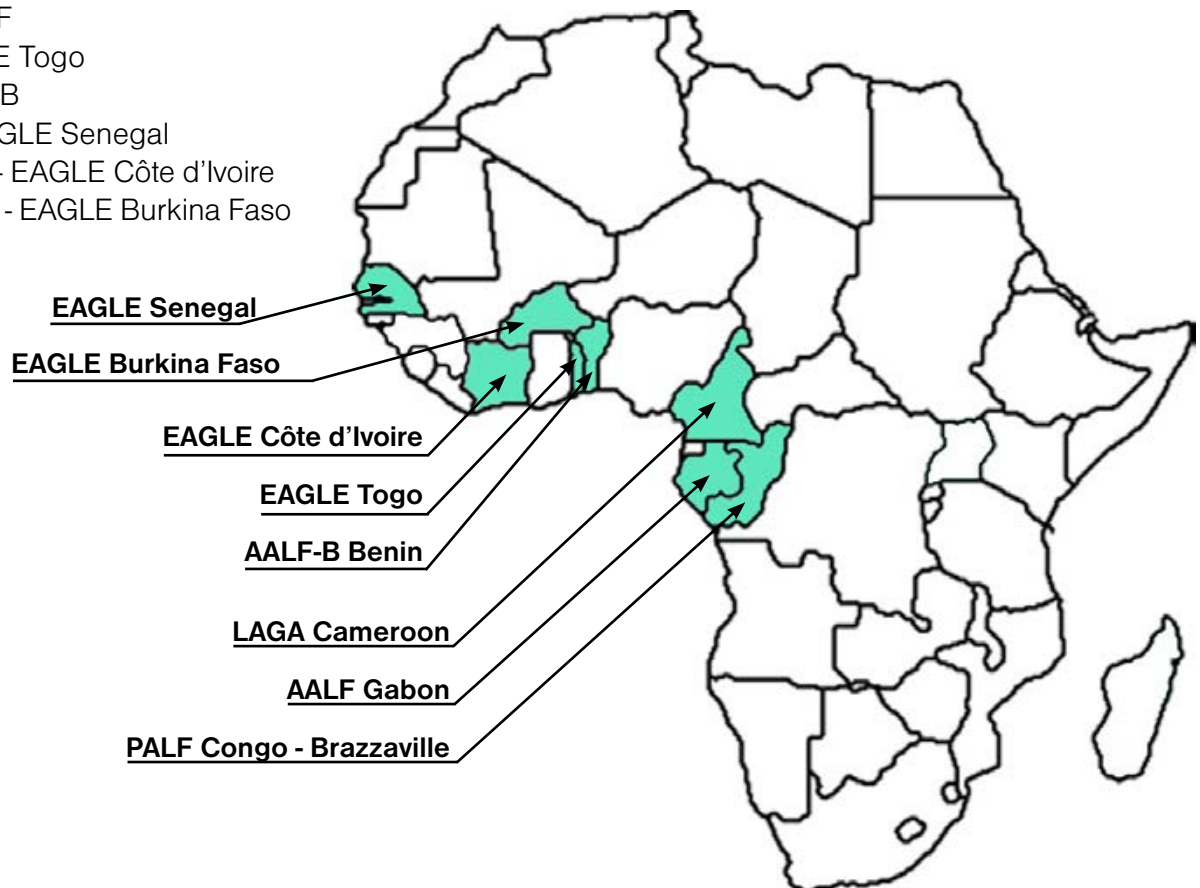 F
E Togo
B
GLE Senegal
- EAGLE Côte d’Ivoire
- EAGLE Burkina Faso
EAGLE Senegal
EAGLE Burkina Faso
EAGLE Côte d’Ivoire
EAGLE Togo
AALF-B Benin
LAGA Cameroon
AALF Gabon
PALF Congo - Brazzaville